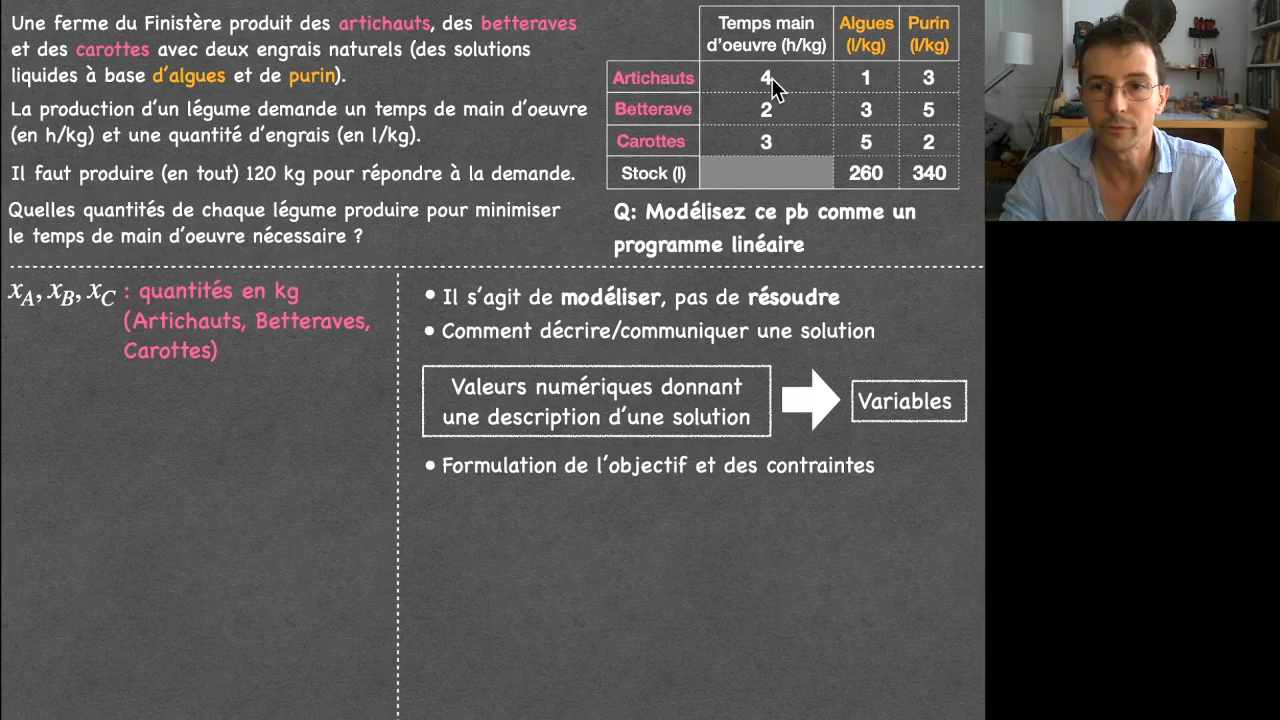 Une ferme du Finistère produit des artichauts, des betteraves
et des carottes avec deux engrais naturels (des solutions
liquides à base d'algues et de purin).
La production d'un légume demande un temps de main d'oeuvre
(en h/kg) et une quantité d'engrais (en l/kg).
Il faut produire (en tout) 120 kg pour répondre à la demande.
Quelles quantités de chaque légume produire pour minimiser
le temps de main d'oeuvre nécessaire ?
Temps main d'oeuvre (h/kg) Algues (l/kg) Purin (l/kg)
Artichauts 4 1 3
Betterave 2 3 5
Carottes 3 5 2
Stock (l) 260 340
Q: Modélisez ce pb comme un
programme linéaire
x_A, x_B, x_C : quantités en kg
(Artichauts, Betteraves,
Carottes)
• Il s'agit de modéliser, pas de résoudre
• Comment décrire/communiquer une solution
Valeurs numériques donnant
une description d'une solution
Variables
• Formulation de l'objectif et des contraintes